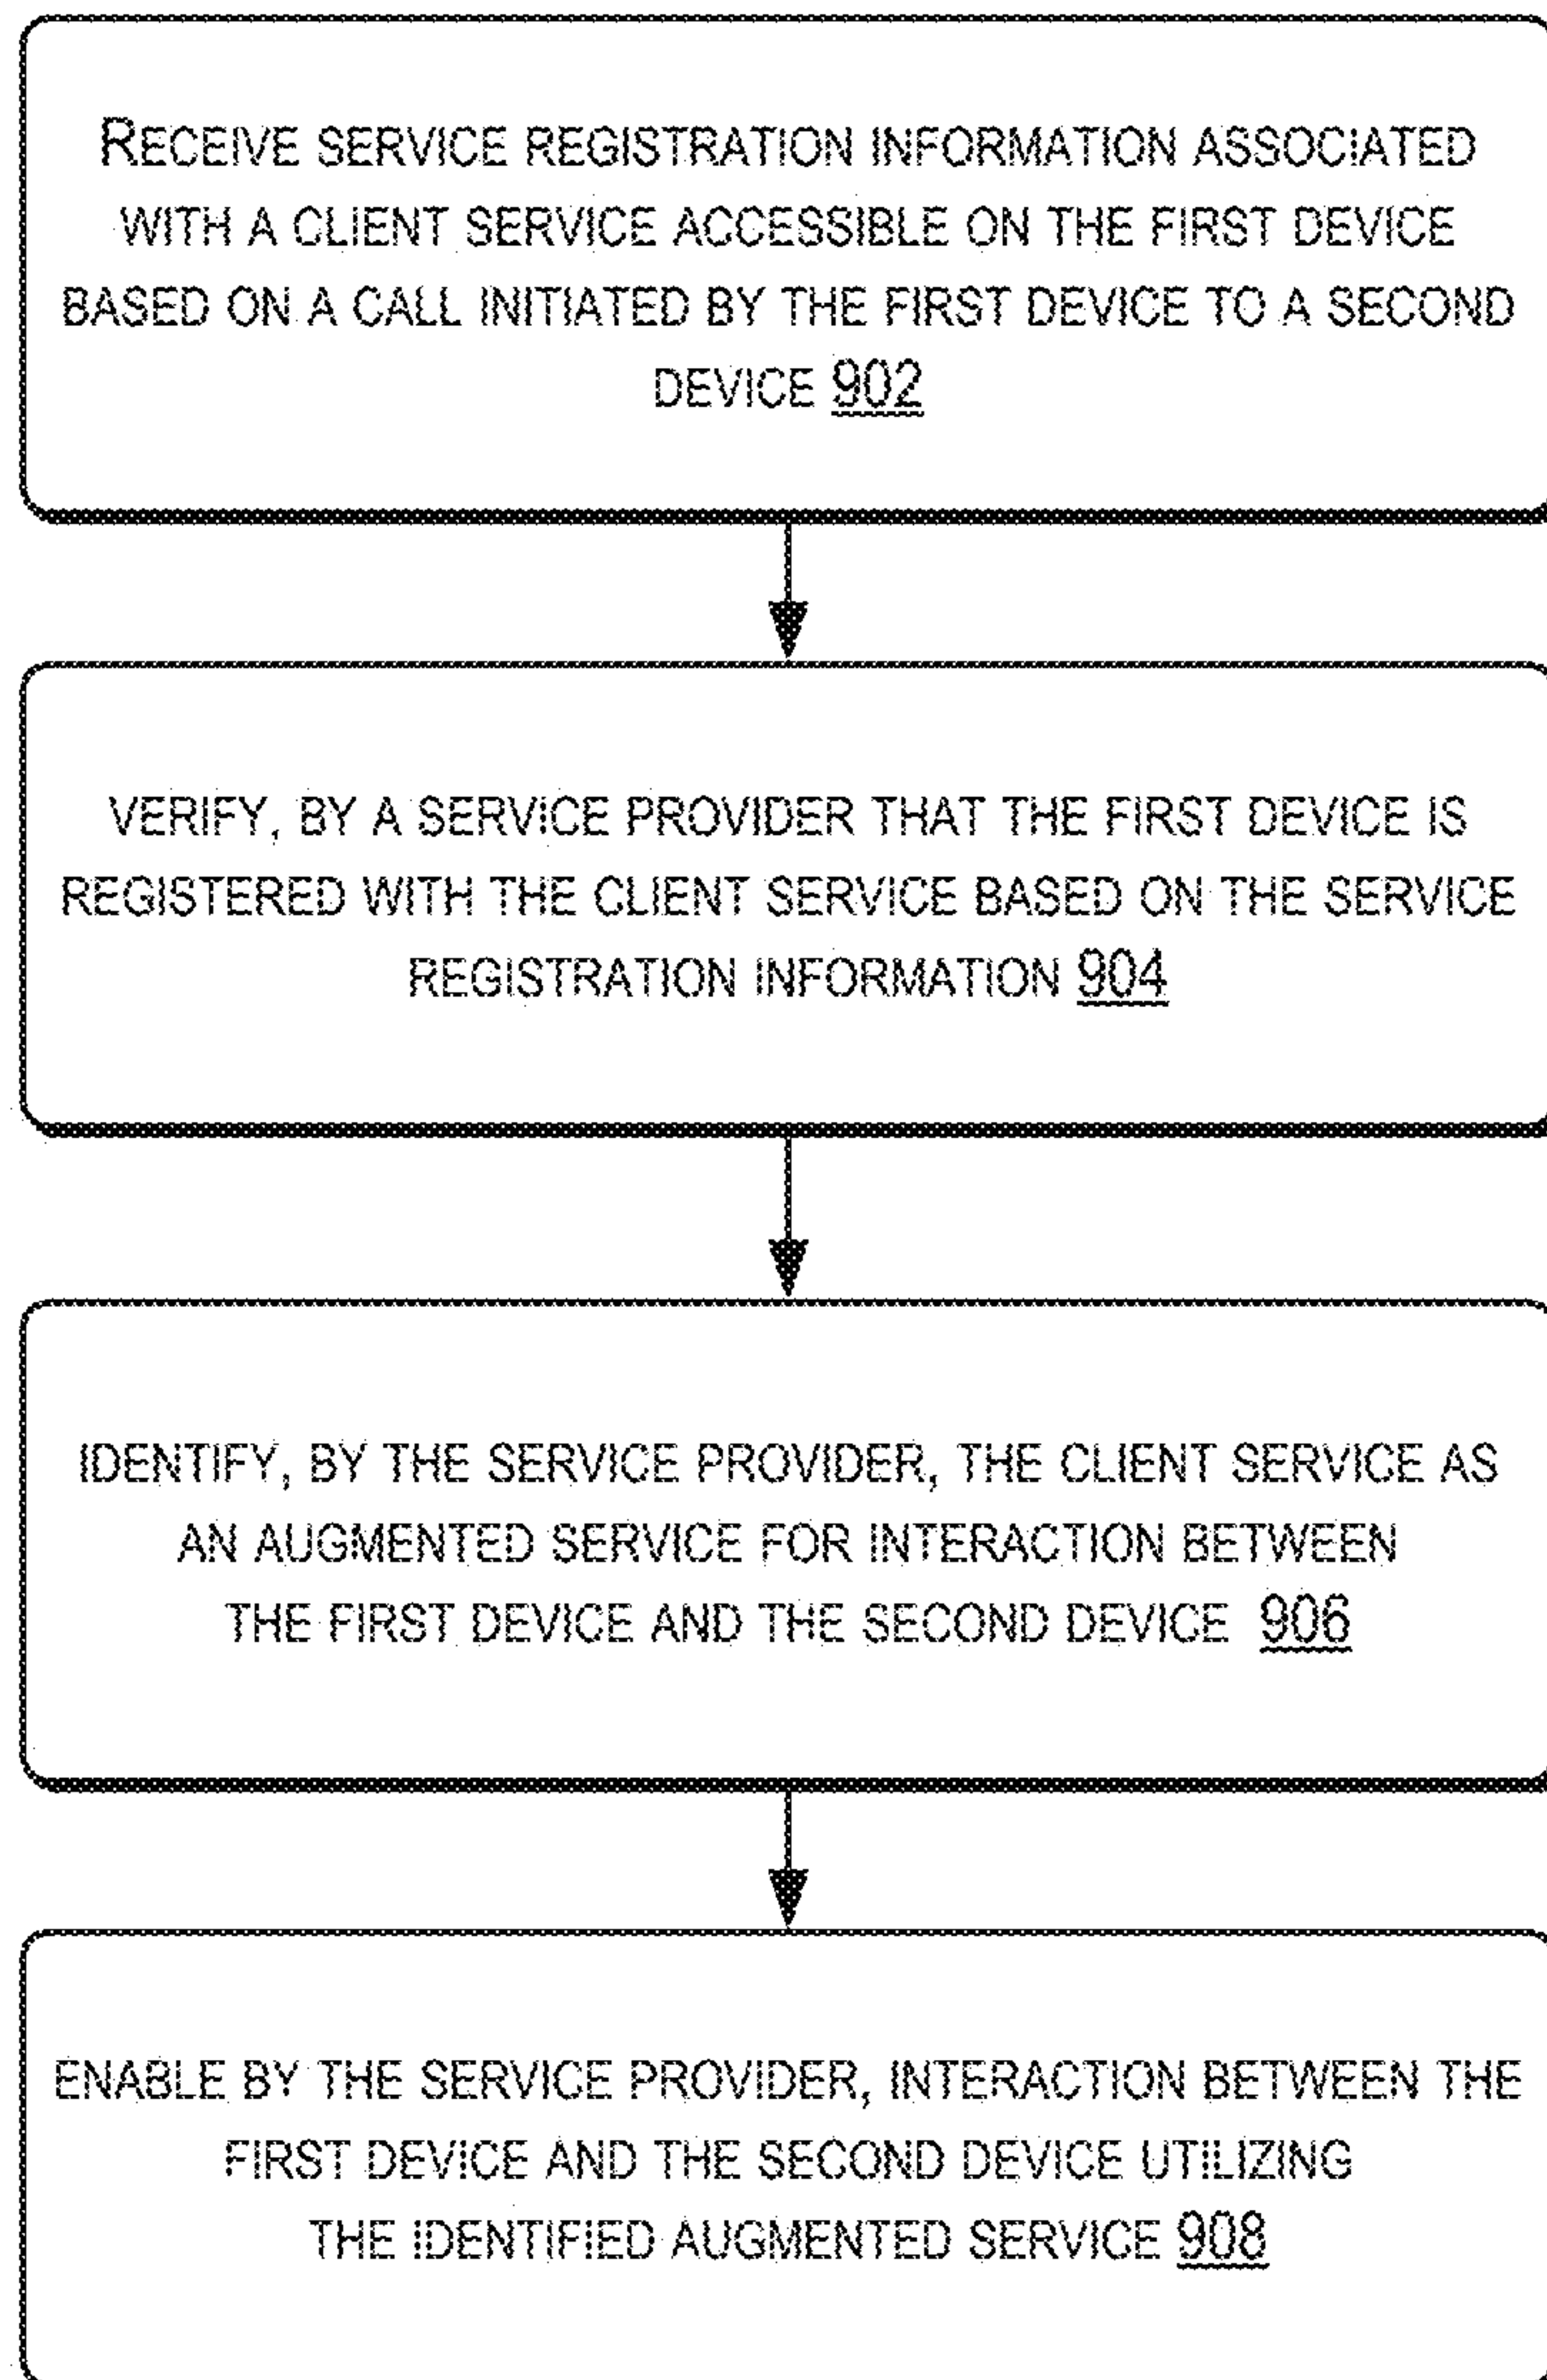 RECEIVE SERVICE REGISTRATION INFORMATION ASSOCIATED
WITH A CLIENT SERVICE ACCESSIBLE ON THE FIRST DEVICE
BASED ON A CALL INITIATED BY THE FIRST DEVICE TO A SECOND
DEVICE 902
VERIFY, BY A SERVICE PROVIDER THAT THE FIRST DEVICE IS
REGISTERED WITH THE CLIENT SERVICE BASED ON THE SERVICE
REGISTRATION INFORMATION 904
IDENTIFY, BY THE SERVICE PROVIDER, THE CLIENT SERVICE AS
AN AUGMENTED SERVICE FOR INTERACTION BETWEEN
THE FIRST DEVICE AND THE SECOND DEVICE 906
ENABLE BY THE SERVICE PROVIDER, INTERACTION BETWEEN THE
FIRST DEVICE AND THE SECOND DEVICE UTILIZING
THE IDENTIFIED AUGMENTED SERVICE 908